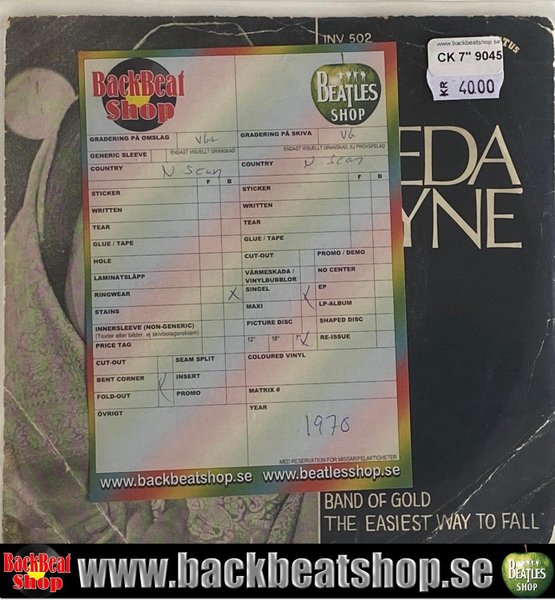 INV 502
www.backbeatshop.se
CK 7" 9045
KR 4000
EDA
YNE
BackBeat
Shop
BEATLES
SHOP
GRADERING PÅ OMSLAG
GENERIC SLEEVE
ENDAST VISUELLT GRANSKAD
COUNTRY N Scan
F B
STICKER
WRITTEN
TEAR
GLUE / TAPE
HOLE
LAMINATSLÄPP
RINGWEAR X
STAINS
INNERSLEEVE (NON-GENERIC)
(Texter eller bilder, ej skivbolagsreklam)
PRICE TAG
CUT-OUT SEAM SPLIT
BENT CORNER INSERT
FOLD-OUT PROMO
ÖVRIGT
GRADERING PÅ SKIVA VG
ENDAST VISUELLT GRANSKAD, EJ PROVSPELAD
COUNTRY N Scan
F B
STICKER
WRITTEN
TEAR
GLUE / TAPE
CUT-OUT PROMO / DEMO
VÄRMESKADA / VINYLBUBBLOR NO CENTER
SINGEL EP
MAXI LP-ALBUM
PICTURE DISC SHAPED DISC
12" 10" 7" X RE-ISSUE
COLOURED VINYL
MATRIX #
YEAR
1970
MED RESERVATION FÖR MISSAR/FELAKTIGHETER
www.backbeatshop.se www.beatlesshop.se
BAND OF GOLD
THE EASIEST WAY TO FALL
BackBeat
Shop
www.backbeatshop.se
BEATLES
SHOP